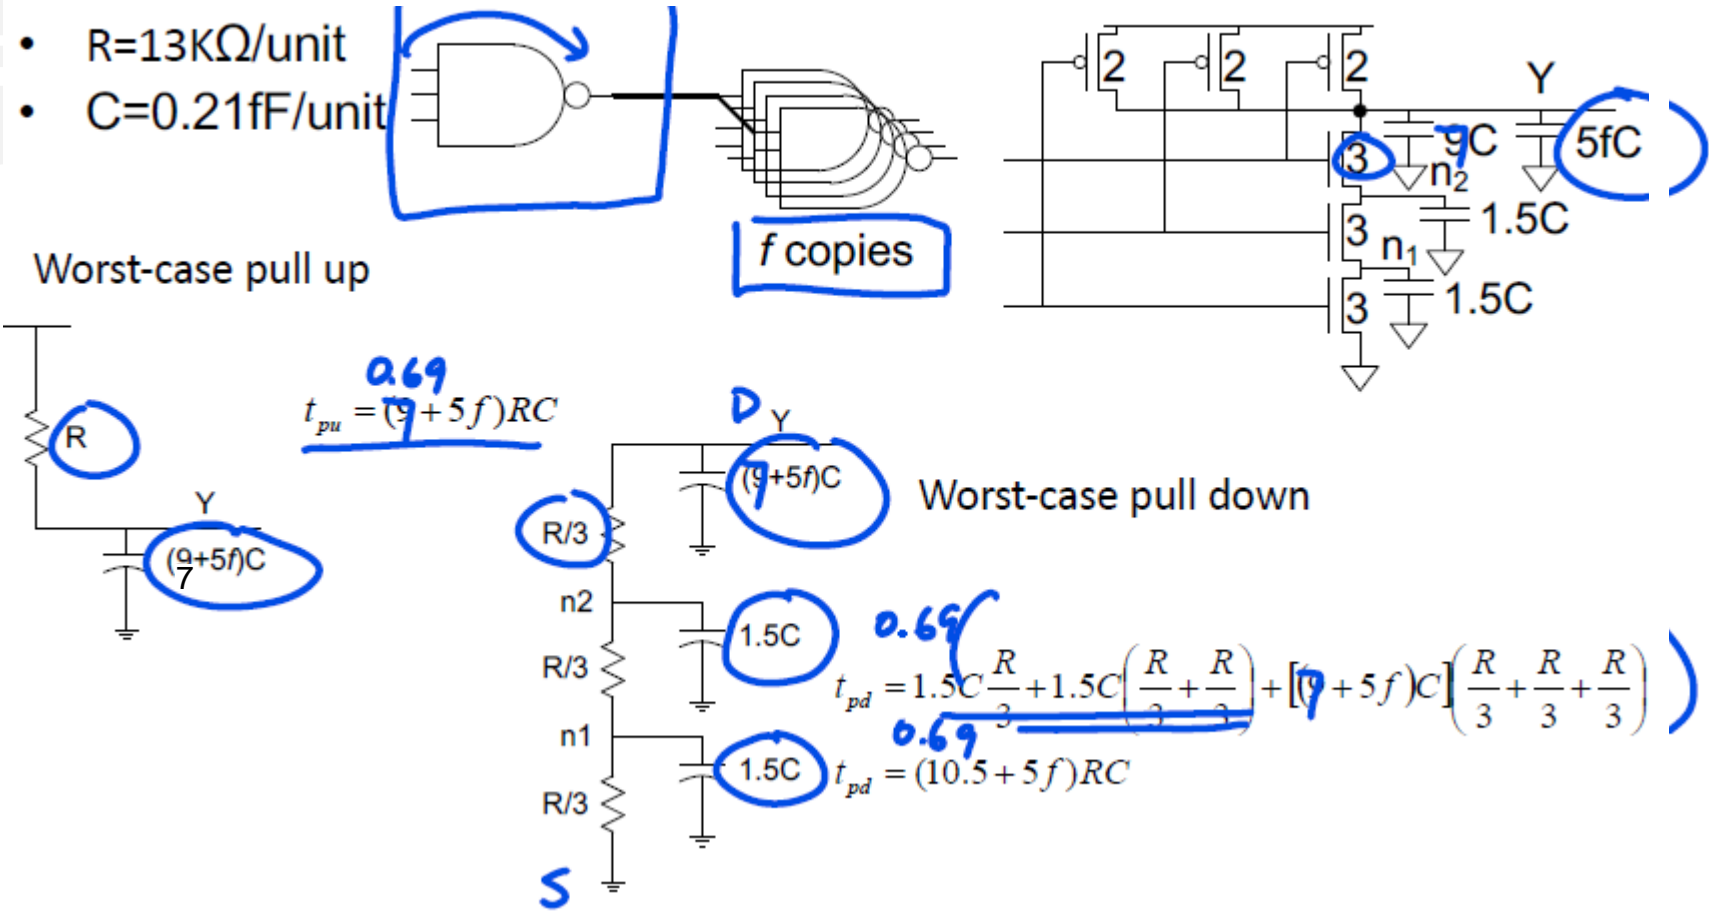 • R=13KΩ/unit
• C=0.21fF/unit
f copies
2 2 2
Y
9C 7
5fC
3
n2
1.5C
3
n1
1.5C
3
Worst-case pull up
R
Y
(9+5f)C
7
0.69
t_pu = (9+5f)RC
7
D Y
(9+5f)C
7
R/3
n2
1.5C
R/3
n1
1.5C
R/3
S
Worst-case pull down
0.69 (
t_pd = 1.5C R/3 + 1.5C (R/3 + R/3) + [(9+5f)C] (R/3 + R/3 + R/3) )
7
0.69
t_pd = (10.5+5f)RC